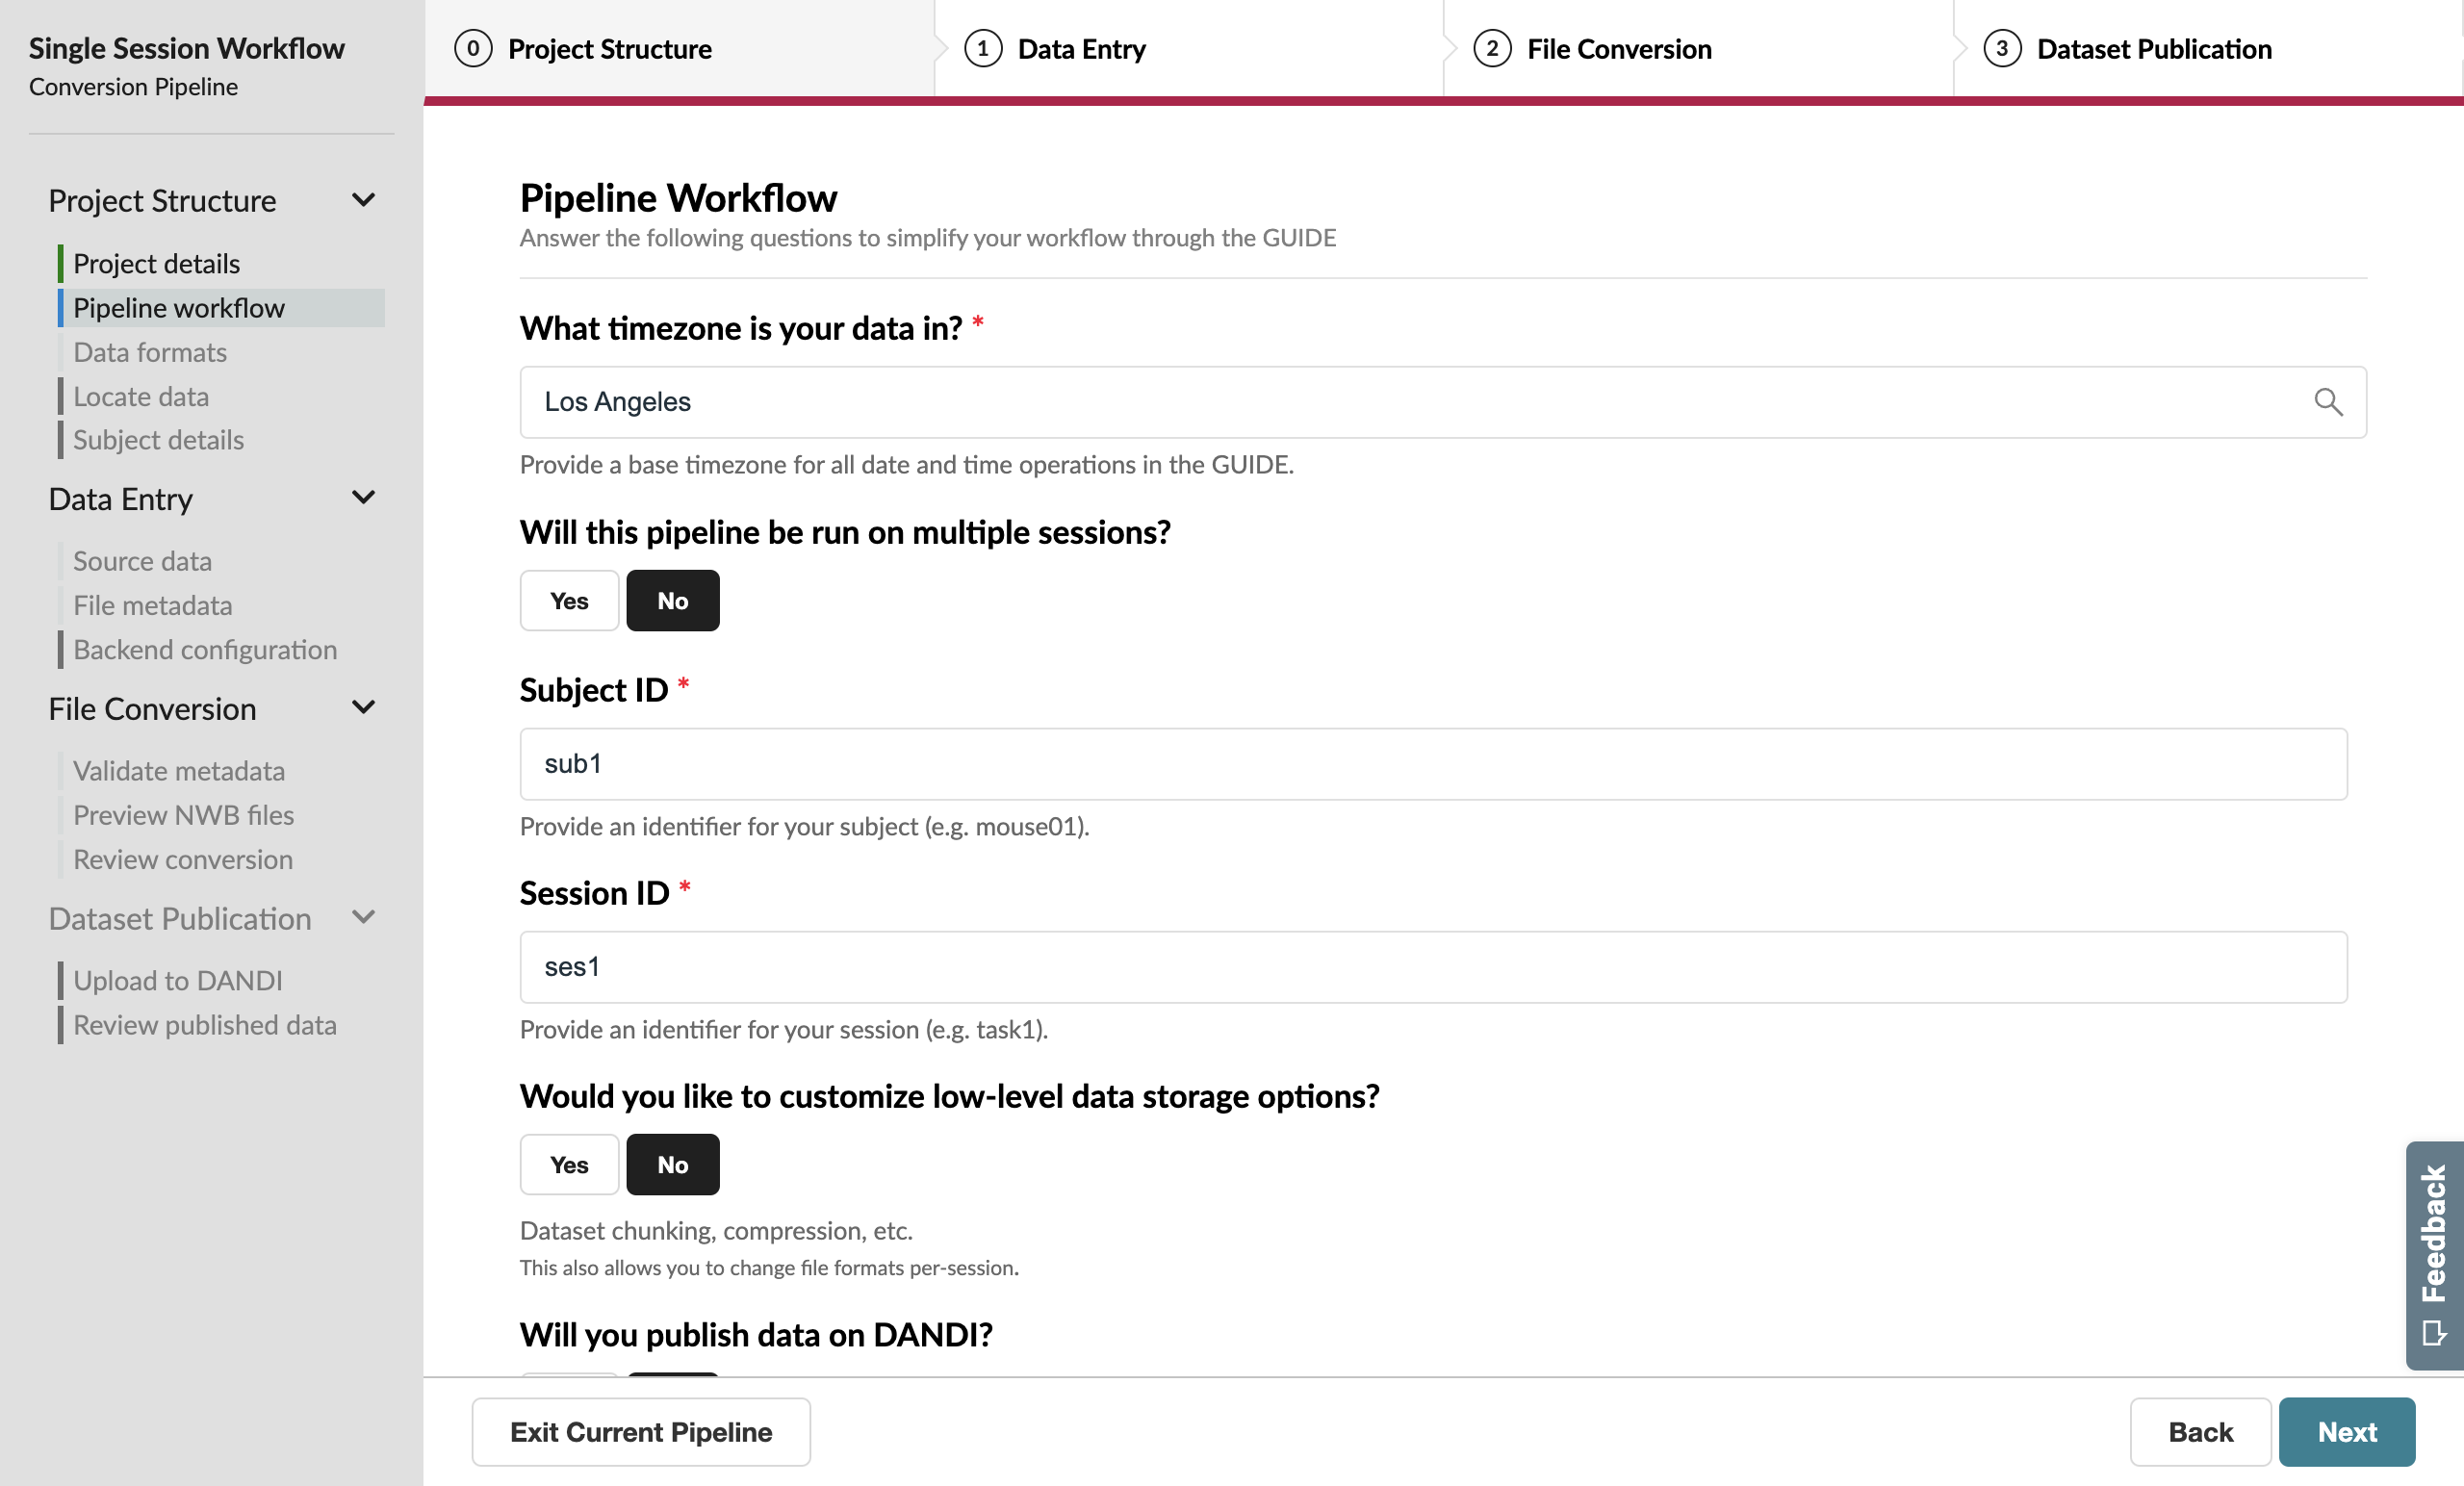 Single Session Workflow
Conversion Pipeline
Project Structure
Project details
Pipeline workflow
Data formats
Locate data
Subject details
Data Entry
Source data
File metadata
Backend configuration
File Conversion
Validate metadata
Preview NWB files
Review conversion
Dataset Publication
Upload to DANDI
Review published data
0 Project Structure
1 Data Entry
2 File Conversion
3 Dataset Publication
Pipeline Workflow
Answer the following questions to simplify your workflow through the GUIDE
What timezone is your data in? *
Los Angeles
Provide a base timezone for all date and time operations in the GUIDE.
Will this pipeline be run on multiple sessions?
Yes No
Subject ID *
sub1
Provide an identifier for your subject (e.g. mouse01).
Session ID *
ses1
Provide an identifier for your session (e.g. task1).
Would you like to customize low-level data storage options?
Yes No
Dataset chunking, compression, etc.
This also allows you to change file formats per-session.
Will you publish data on DANDI?
Feedback
Exit Current Pipeline
Back
Next